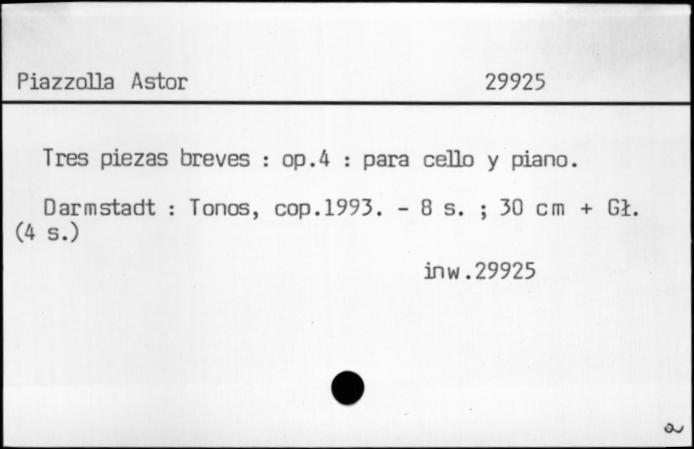 Piazzolla Astor 29925
Tres piezas breves : op.4 : para cello y piano.
Darmstadt : Tonos, cop.1993. - 8 s. ; 30 cm + Gł.
(4 s.)
inw.29925